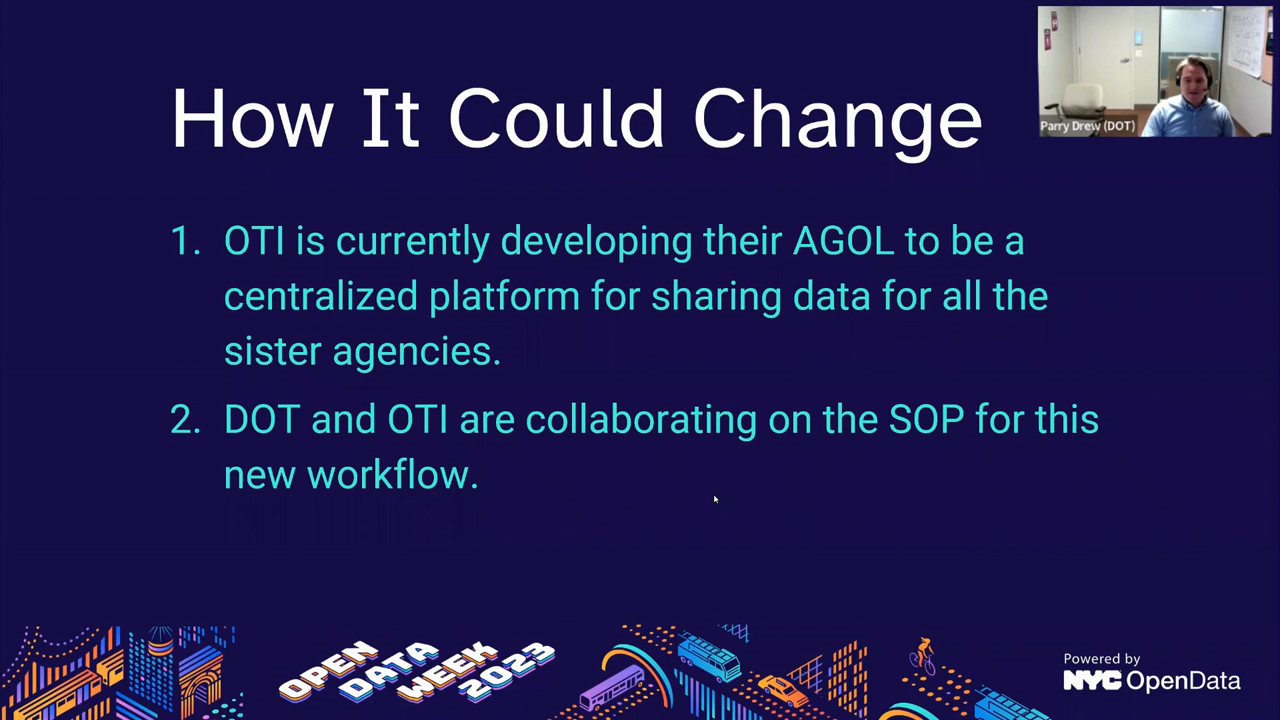 How It Could Change
Parry Drew (DOT)
1. OTI is currently developing their AGOL to be a
centralized platform for sharing data for all the
sister agencies.
2. DOT and OTI are collaborating on the SOP for this
new workflow.
OPEN
DATA
WEEK
2023
Powered by
NYC OpenData